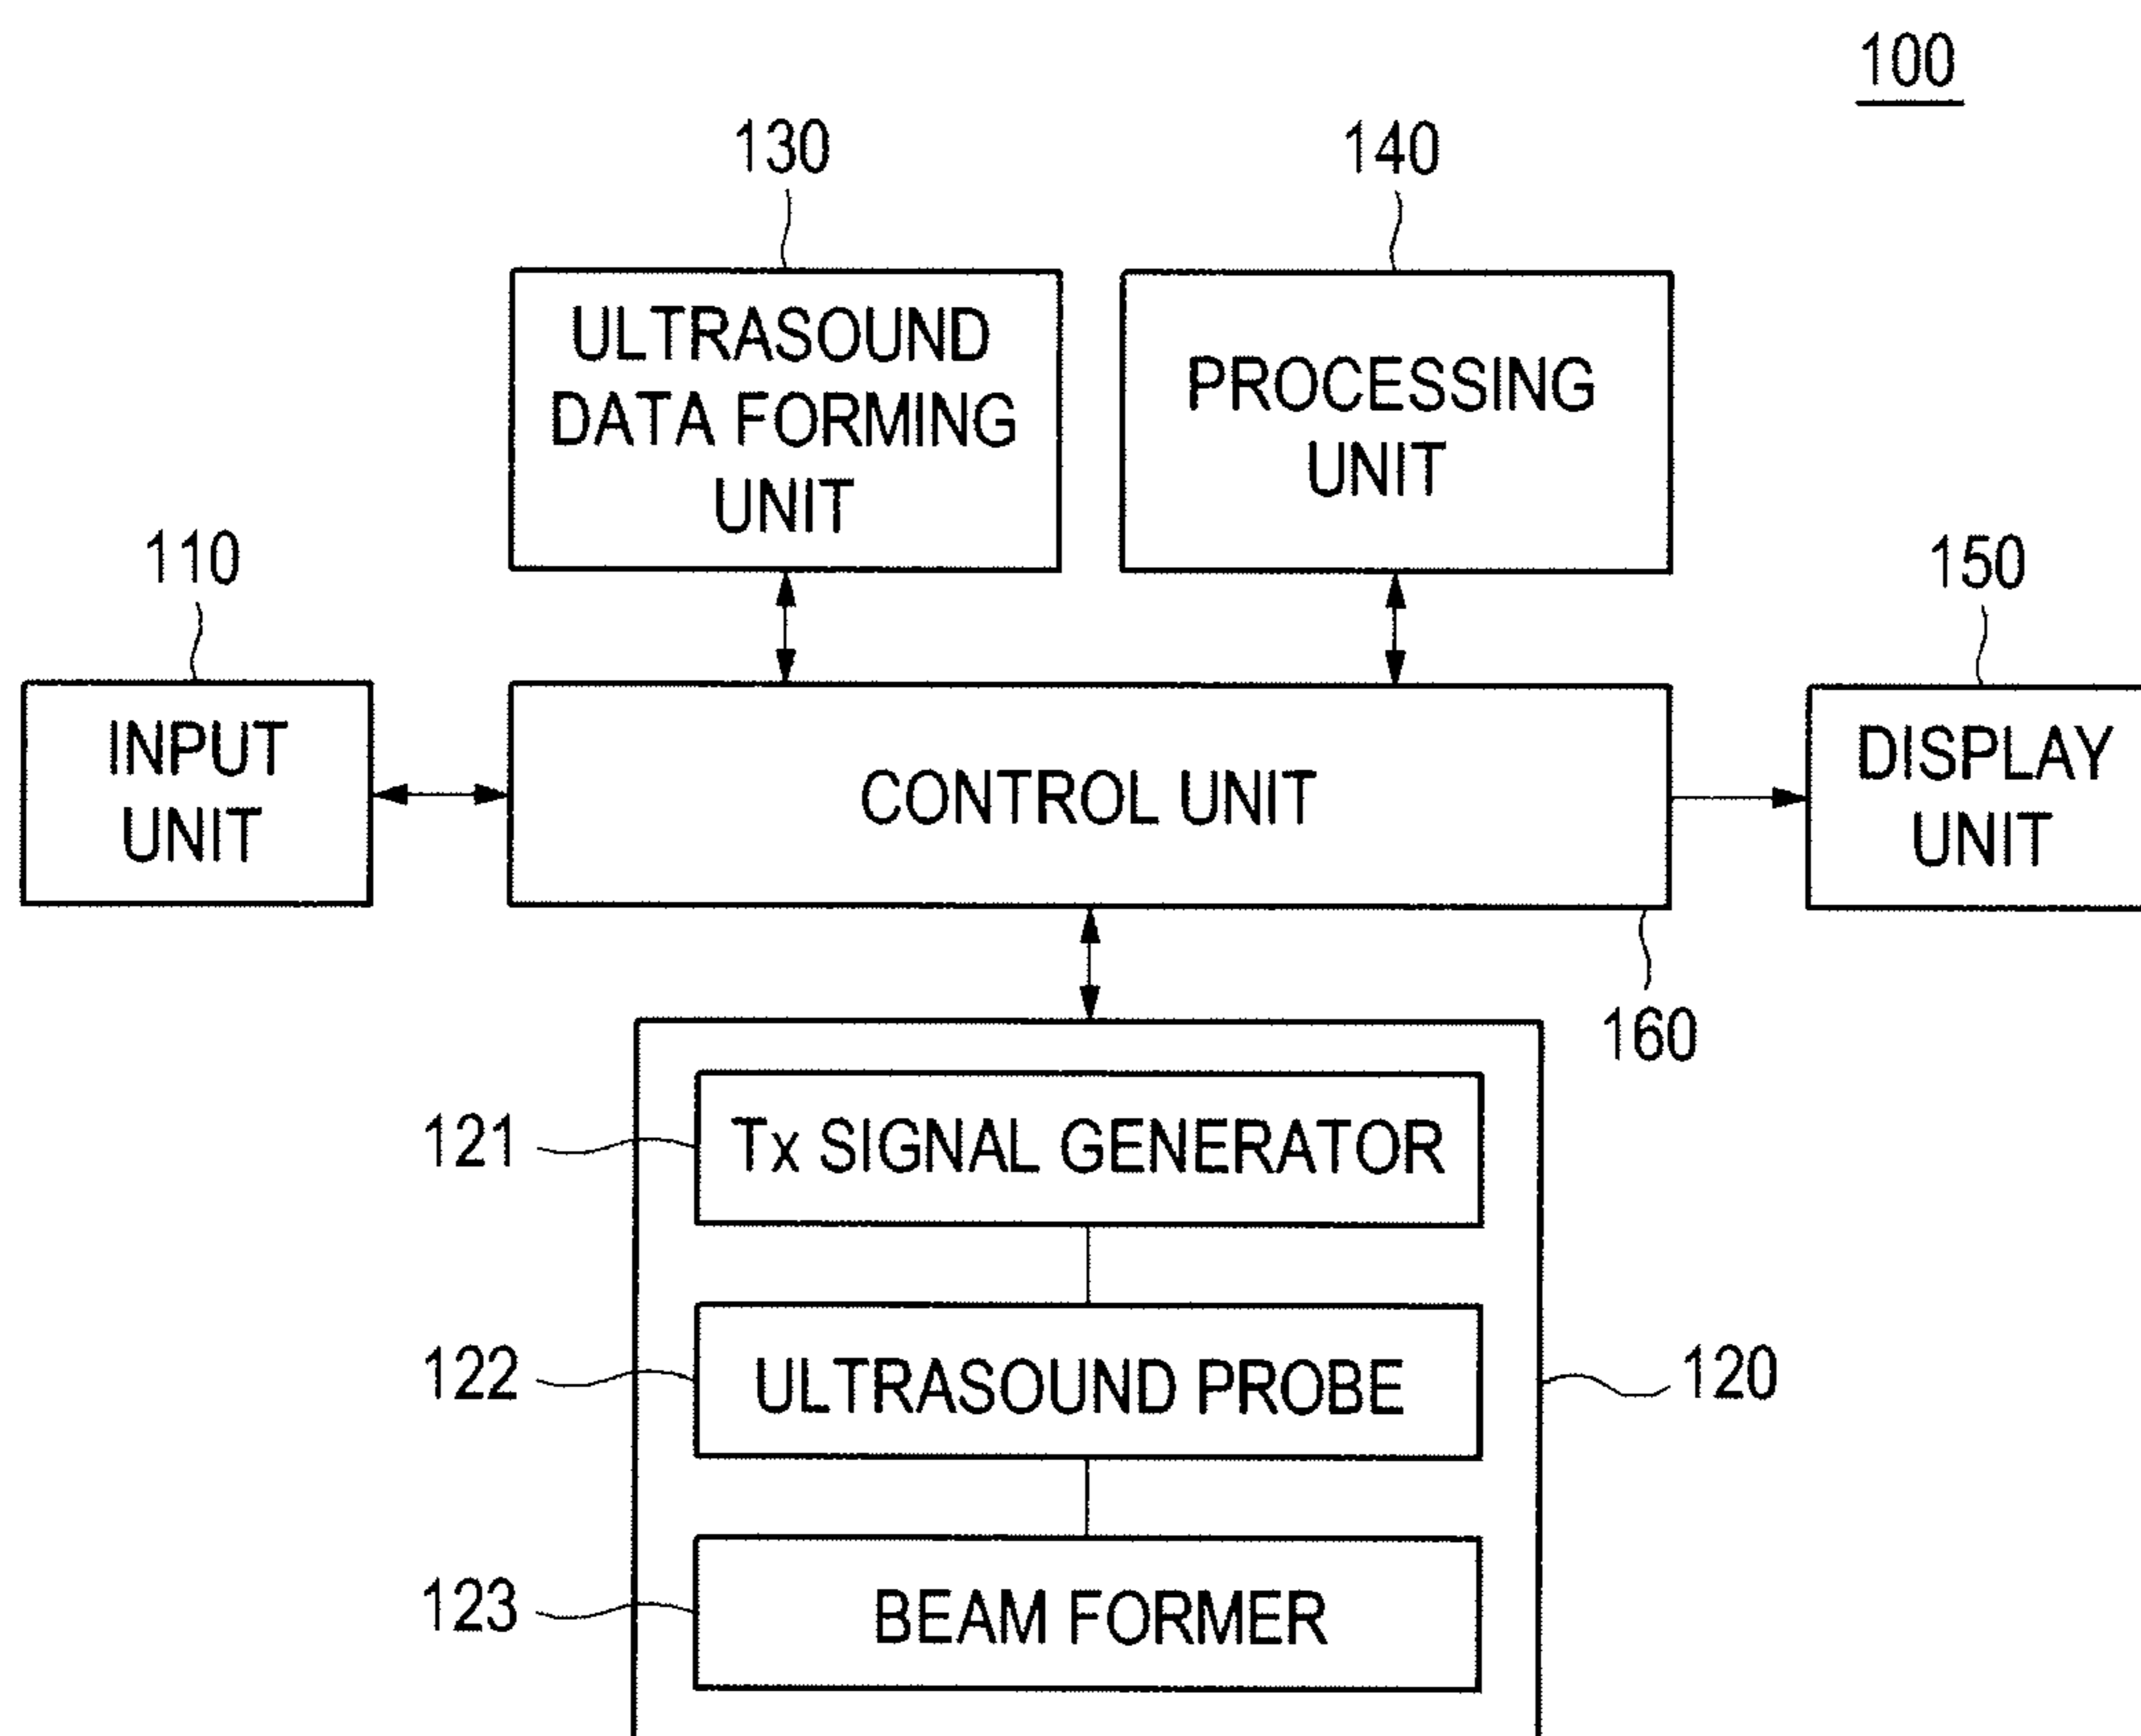 100
130
140
ULTRASOUND
DATA FORMING
UNIT
PROCESSING
UNIT
110
150
INPUT
UNIT
CONTROL UNIT
DISPLAY
UNIT
160
121
Tx SIGNAL GENERATOR
122
ULTRASOUND PROBE
120
123
BEAM FORMER